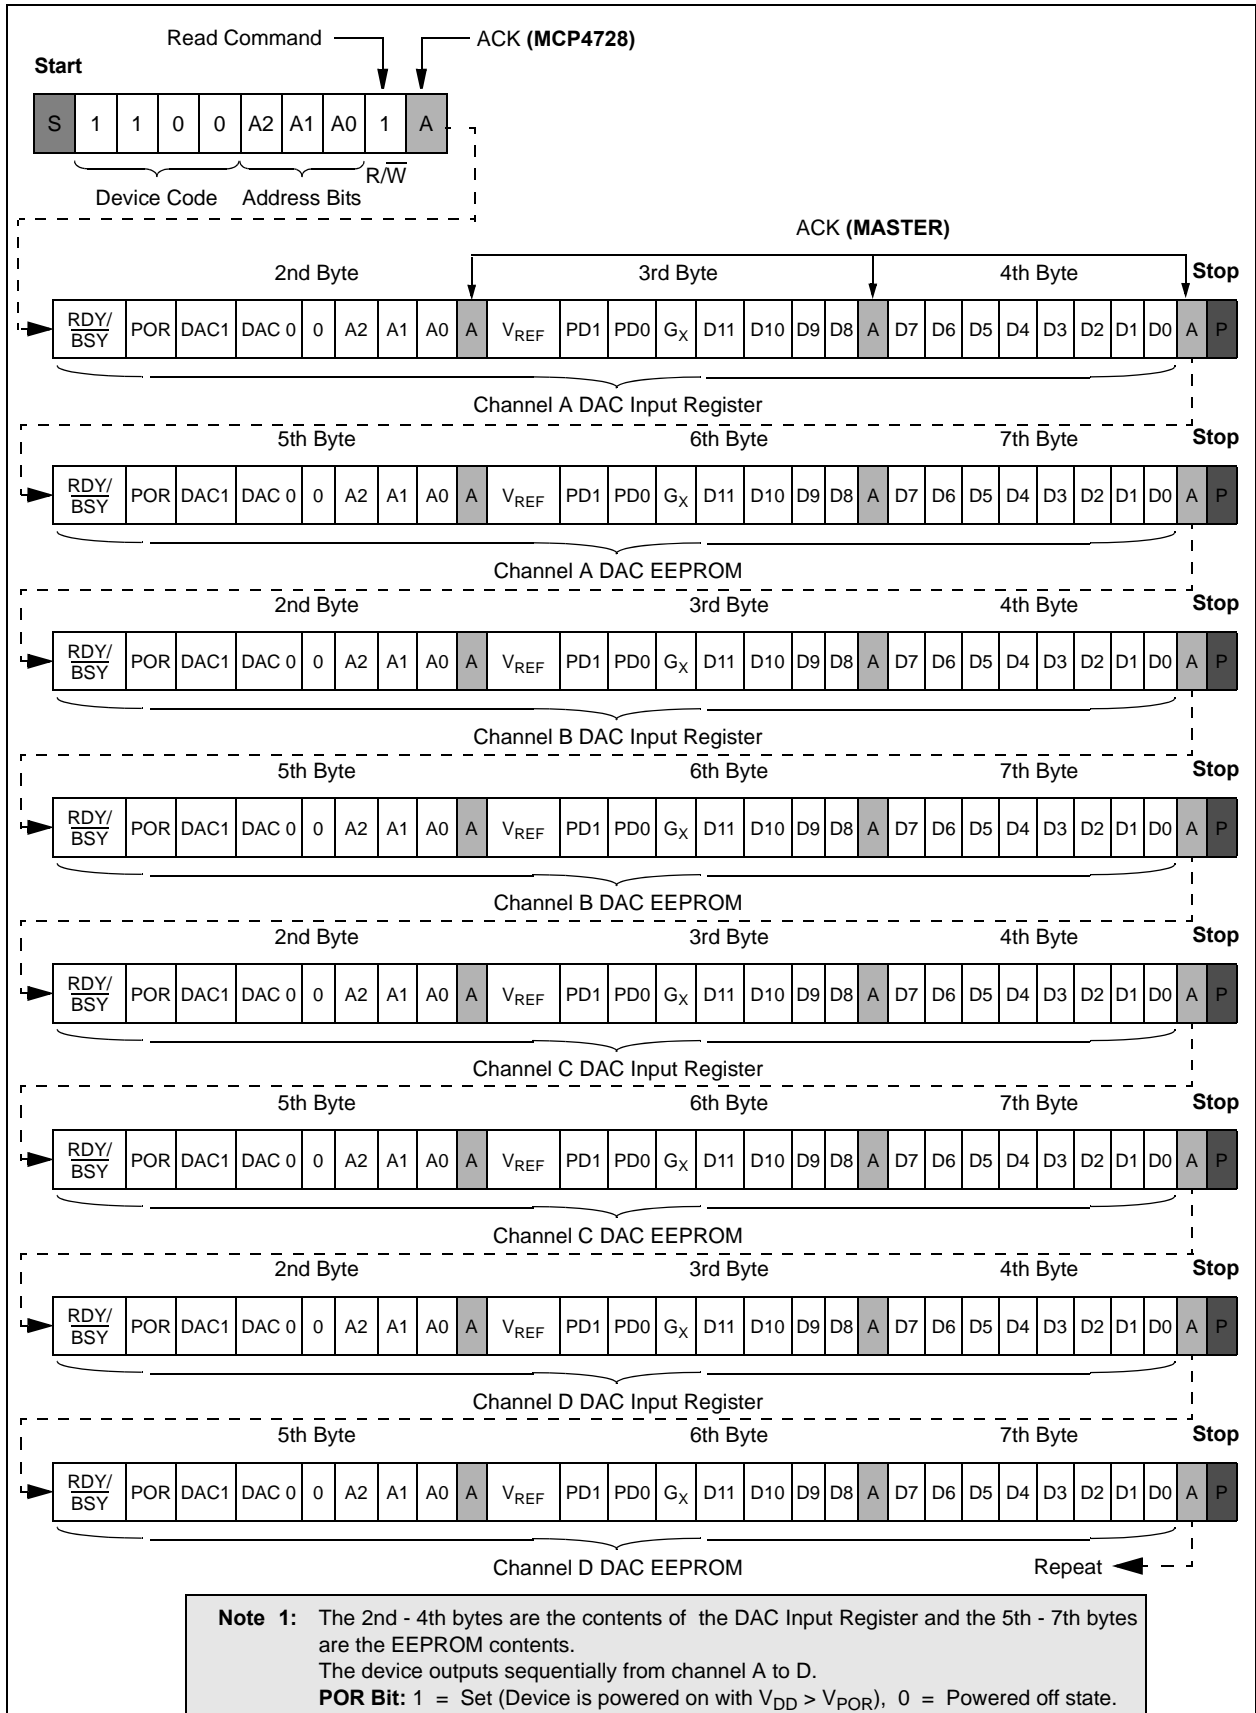 Read Command ACK (MCP4728)
Start
S 1 1 0 0 A2 A1 A0 1 A
R/W
Device Code Address Bits
ACK (MASTER)
2nd Byte 3rd Byte 4th Byte Stop
RDY/BSY POR DAC1 DAC 0 0 A2 A1 A0 A VREF PD1 PD0 GX D11 D10 D9 D8 A D7 D6 D5 D4 D3 D2 D1 D0 A P
Channel A DAC Input Register
5th Byte 6th Byte 7th Byte Stop
RDY/BSY POR DAC1 DAC 0 0 A2 A1 A0 A VREF PD1 PD0 GX D11 D10 D9 D8 A D7 D6 D5 D4 D3 D2 D1 D0 A P
Channel A DAC EEPROM
2nd Byte 3rd Byte 4th Byte Stop
RDY/BSY POR DAC1 DAC 0 0 A2 A1 A0 A VREF PD1 PD0 GX D11 D10 D9 D8 A D7 D6 D5 D4 D3 D2 D1 D0 A P
Channel B DAC Input Register
5th Byte 6th Byte 7th Byte Stop
RDY/BSY POR DAC1 DAC 0 0 A2 A1 A0 A VREF PD1 PD0 GX D11 D10 D9 D8 A D7 D6 D5 D4 D3 D2 D1 D0 A P
Channel B DAC EEPROM
2nd Byte 3rd Byte 4th Byte Stop
RDY/BSY POR DAC1 DAC 0 0 A2 A1 A0 A VREF PD1 PD0 GX D11 D10 D9 D8 A D7 D6 D5 D4 D3 D2 D1 D0 A P
Channel C DAC Input Register
5th Byte 6th Byte 7th Byte Stop
RDY/BSY POR DAC1 DAC 0 0 A2 A1 A0 A VREF PD1 PD0 GX D11 D10 D9 D8 A D7 D6 D5 D4 D3 D2 D1 D0 A P
Channel C DAC EEPROM
2nd Byte 3rd Byte 4th Byte Stop
RDY/BSY POR DAC1 DAC 0 0 A2 A1 A0 A VREF PD1 PD0 GX D11 D10 D9 D8 A D7 D6 D5 D4 D3 D2 D1 D0 A P
Channel D DAC Input Register
5th Byte 6th Byte 7th Byte Stop
RDY/BSY POR DAC1 DAC 0 0 A2 A1 A0 A VREF PD1 PD0 GX D11 D10 D9 D8 A D7 D6 D5 D4 D3 D2 D1 D0 A P
Channel D DAC EEPROM Repeat
Note 1: The 2nd - 4th bytes are the contents of the DAC Input Register and the 5th - 7th bytes
are the EEPROM contents.
The device outputs sequentially from channel A to D.
POR Bit: 1 = Set (Device is powered on with VDD > VPOR), 0 = Powered off state.